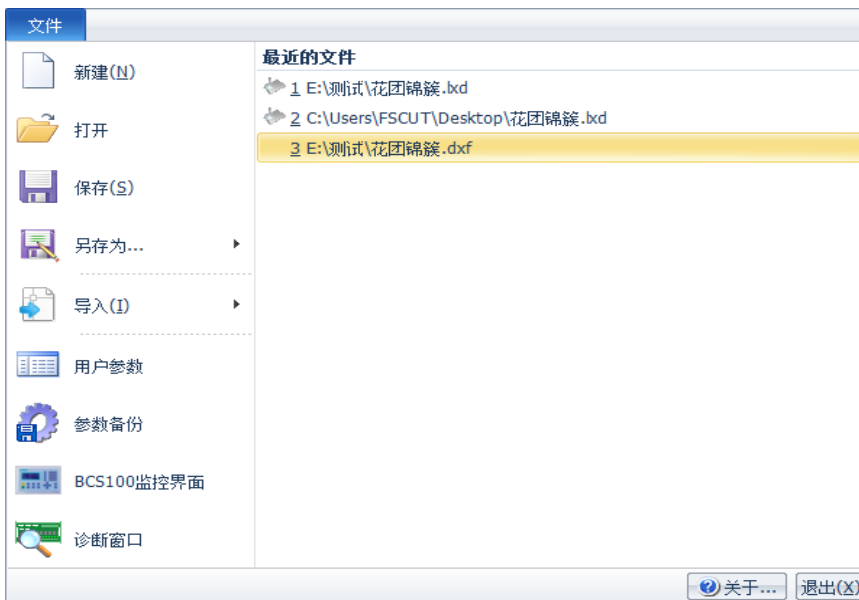 文件
新建(N)
打开
保存(S)
另存为...
导入(I)
用户参数
参数备份
BCS100监控界面
诊断窗口
最近的文件
1 E:\测试\花团锦簇.lxd
2 C:\Users\FSCUT\Desktop\花团锦簇.lxd
3 E:\测试\花团锦簇.dxf
关于...
退出(X)